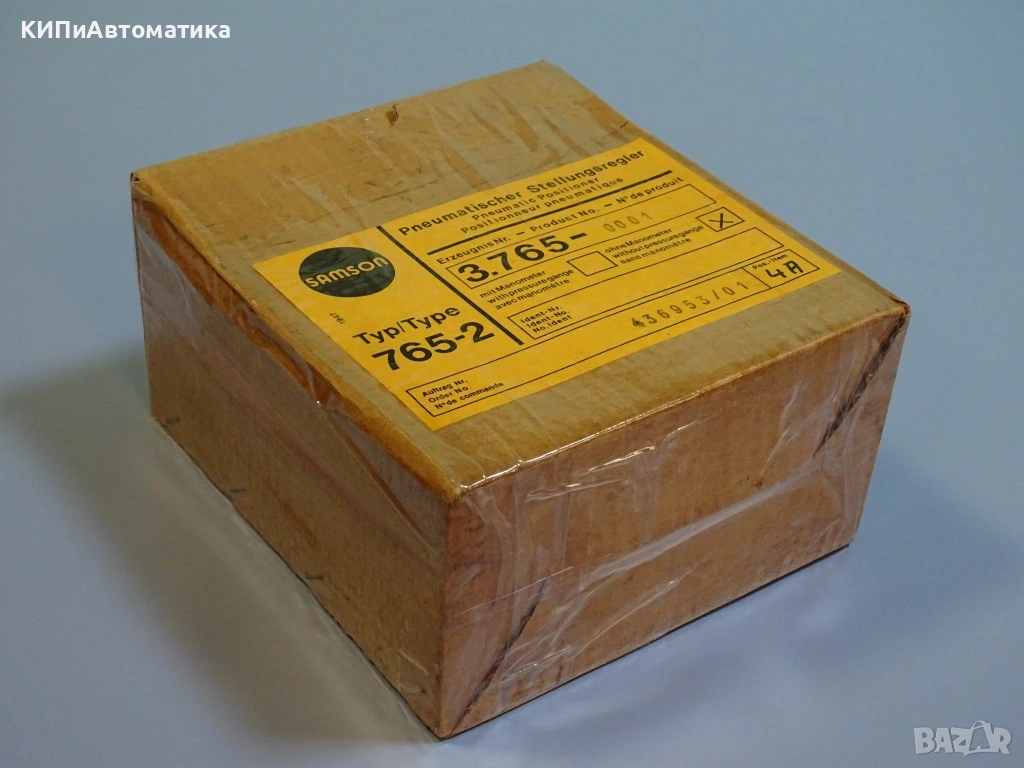 КИПиАвтоматика
SAMSON
Typ/Type
765-2
Pneumatischer Stellungsregler
Pneumatic Positioner
Positionneur pneumatique
Erzeugnis Nr. - Product No. - N° de produit
3.765- 0001
mit Manometer
with pressure gange
avec manomètre
ohne Manometer
without pressure gange
sans manomètre
X
Ident-Nr.
Ident-No.
No. Ident
436953/01
Pos.-Item
4A
Auftrag Nr.
Order No.
N° de commande
BAZAR